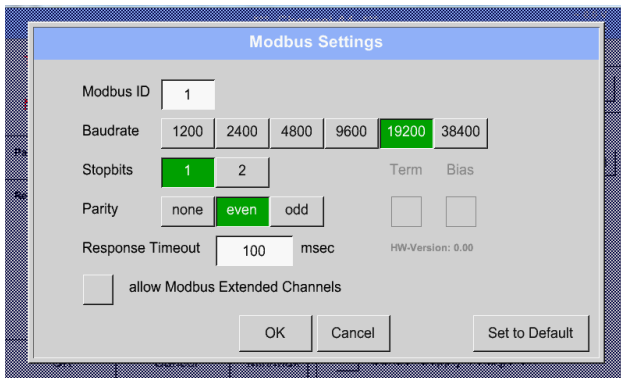 *** Channel A1 ***
Modbus Settings
Modbus ID 1
Baudrate 1200 2400 4800 9600 19200 38400
Stopbits 1 2 Term Bias
Parity none even odd
Response Timeout 100 msec HW-Version: 0.00
allow Modbus Extended Channels
OK Cancel Set to Default